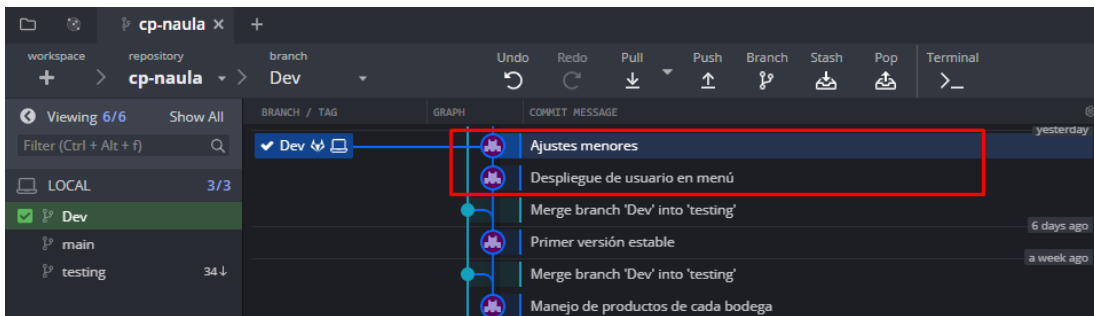 cp-naula × +
workspace repository branch Undo Redo Pull Push Branch Stash Pop Terminal
+ > cp-naula > Dev >_
Viewing 6/6 Show All BRANCH / TAG GRAPH COMMIT MESSAGE
yesterday
Filter (Ctrl + Alt + f) Dev Ajustes menores
LOCAL 3/3 Despliegue de usuario en menú
Dev Merge branch 'Dev' into 'testing'
6 days ago
main Primer versión estable
a week ago
testing 34↓ Merge branch 'Dev' into 'testing'
Manejo de productos de cada bodega